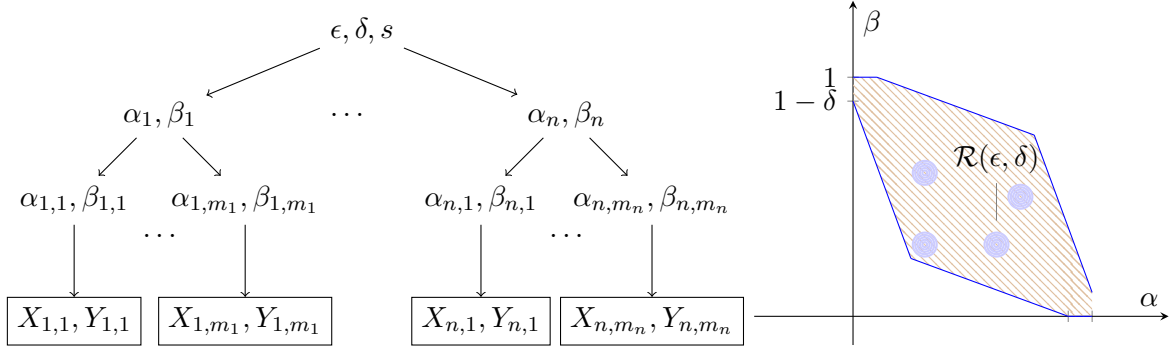 ϵ, δ, s
α₁, β₁ ⋯ αₙ, βₙ
α₁,₁, β₁,₁ ⋯ α₁,ₘ₁, β₁,ₘ₁ αₙ,₁, βₙ,₁ ⋯ αₙ,ₘₙ, βₙ,ₘₙ
X₁,₁, Y₁,₁ X₁,ₘ₁, Y₁,ₘ₁ Xₙ,₁, Yₙ,₁ Xₙ,ₘₙ, Yₙ,ₘₙ
β
1
1 − δ
ℛ(ϵ, δ)
α